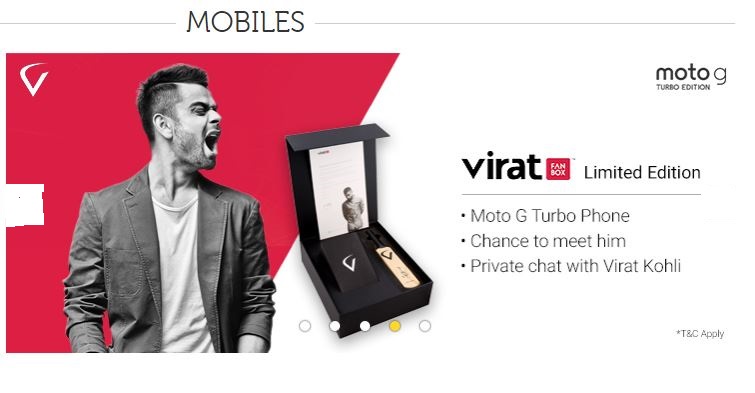 MOBILES
moto g
TURBO EDITION
virat FAN BOX Limited Edition
• Moto G Turbo Phone
• Chance to meet him
• Private chat with Virat Kohli
*T&C Apply
virat